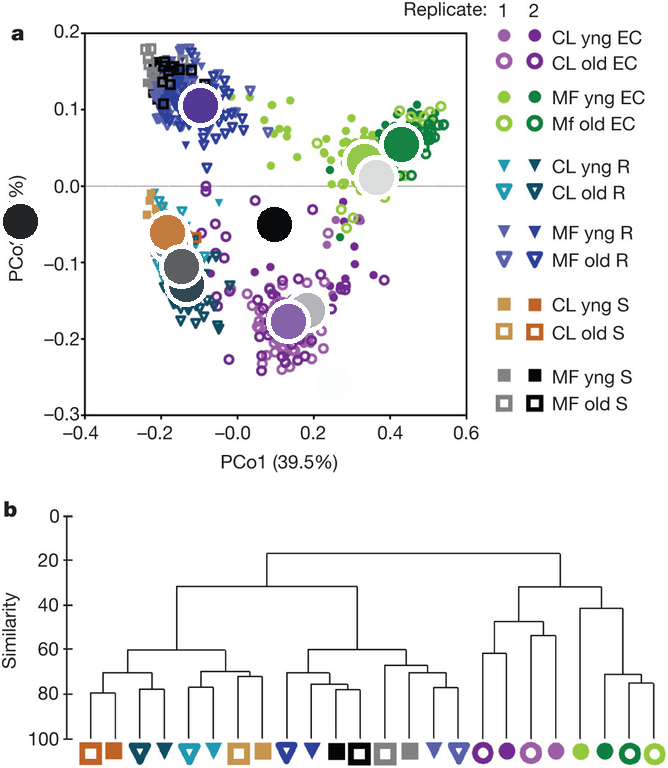 Replicate: 1 2
a
CL yng EC
CL old EC
MF yng EC
Mf old EC
CL yng R
CL old R
MF yng R
MF old R
CL yng S
CL old S
MF yng S
MF old S
0.2
0.1
0.0
−0.1
−0.2
−0.3
%)
−0.4 −0.2 −0.0 0.2 0.4 0.6
PCo1 (39.5%)
b
Similarity
0
20
40
60
80
100